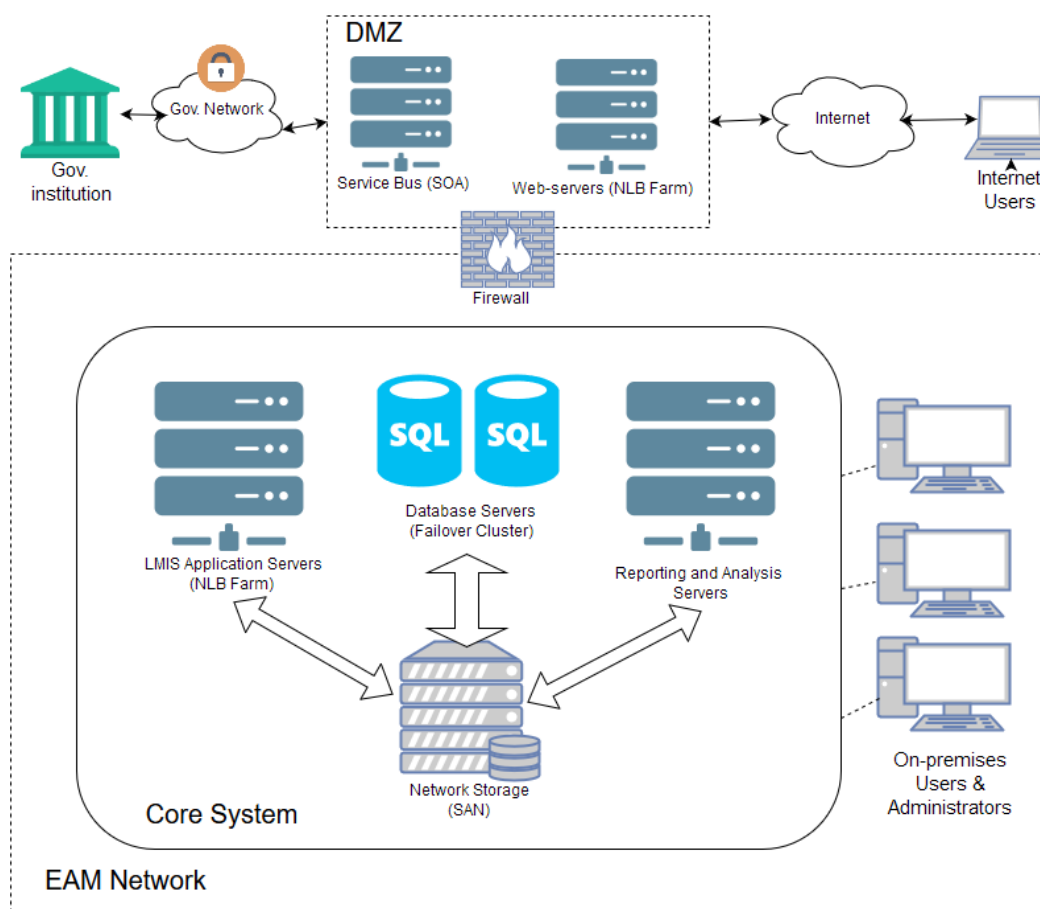 DMZ
Gov. Network
Internet
Service Bus (SOA)
Web-servers (NLB Farm)
Gov.
institution
Internet
Users
Firewall
SQL
SQL
Database Servers
(Failover Cluster)
LMIS Application Servers
(NLB Farm)
Reporting and Analysis
Servers
Network Storage
(SAN)
On-premises
Users &
Administrators
Core System
EAM Network